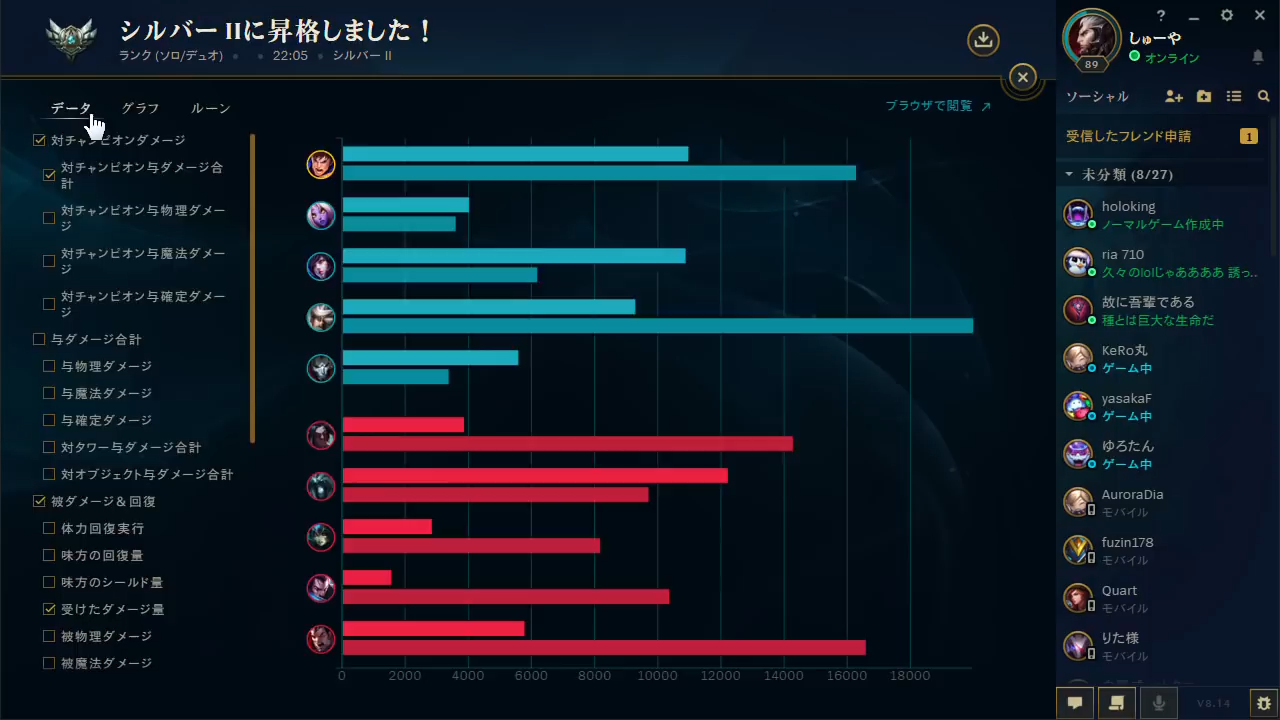 シルバー IIに昇格しました！
ランク (ソロ/デュオ) 22:05 シルバー II
データ グラフ ルーン
ブラウザで閲覧
対チャンピオンダメージ
対チャンピオン与ダメージ合
計
対チャンピオン与物理ダメー
ジ
対チャンピオン与魔法ダメー
ジ
対チャンピオン与確定ダメー
ジ
与ダメージ合計
与物理ダメージ
与魔法ダメージ
与確定ダメージ
対タワー与ダメージ合計
対オブジェクト与ダメージ合計
被ダメージ＆回復
体力回復実行
味方の回復量
味方のシールド量
受けたダメージ量
被物理ダメージ
被魔法ダメージ
0 2000 4000 6000 8000 10000 12000 14000 16000 18000
?
しゅーや
89
オンライン
ソーシャル
受信したフレンド申請 1
未分類 (8/27)
holoking
ノーマルゲーム作成中
ria 710
久々のlolじゃああああ 誘っ..
故に吾輩である
種とは巨大な生命だ
KeRo丸
ゲーム中
yasakaF
ゲーム中
ゆろたん
ゲーム中
AuroraDia
モバイル
fuzin178
モバイル
Quart
モバイル
りた様
モバイル
V8.14